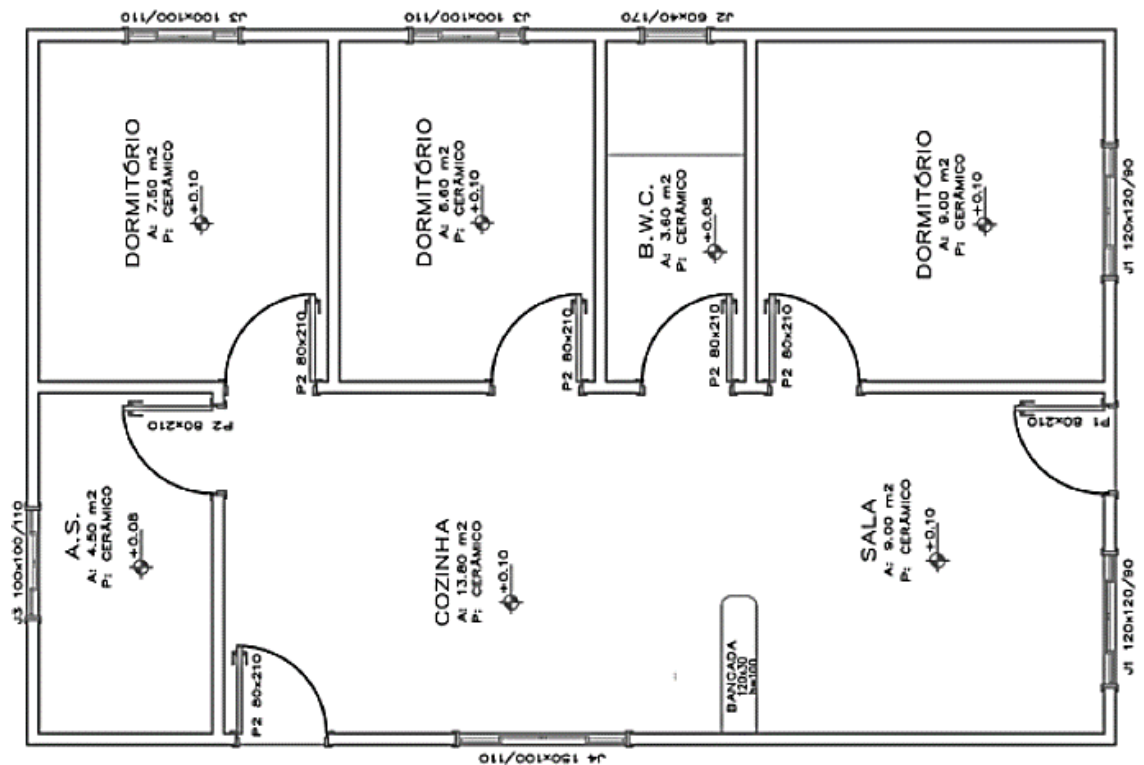 J3 100x100/110
J3 100x100/110
J2 60x40/170
DORMITÓRIO
A: 7.50 m2
P: CERÂMICO
+0.10
DORMITÓRIO
A: 6.60 m2
P: CERÂMICO
+0.10
B.W.C.
A: 3.60 m2
P: CERÂMICO
+0.08
DORMITÓRIO
A: 9.00 m2
P: CERÂMICO
+0.10
J1 120x120/90
P2 80x210
P2 80x210
P2 80x210
P2 80x210
P2 80x210
P1 80x210
J3 100x100/110
A.S.
A: 4.50 m2
P: CERÂMICO
+0.08
COZINHA
A: 13.80 m2
P: CERÂMICO
+0.10
SALA
A: 9.00 m2
P: CERÂMICO
+0.10
P2 80x210
BANCADA
120x30
h=100
J1 120x120/90
J4 150x100/110